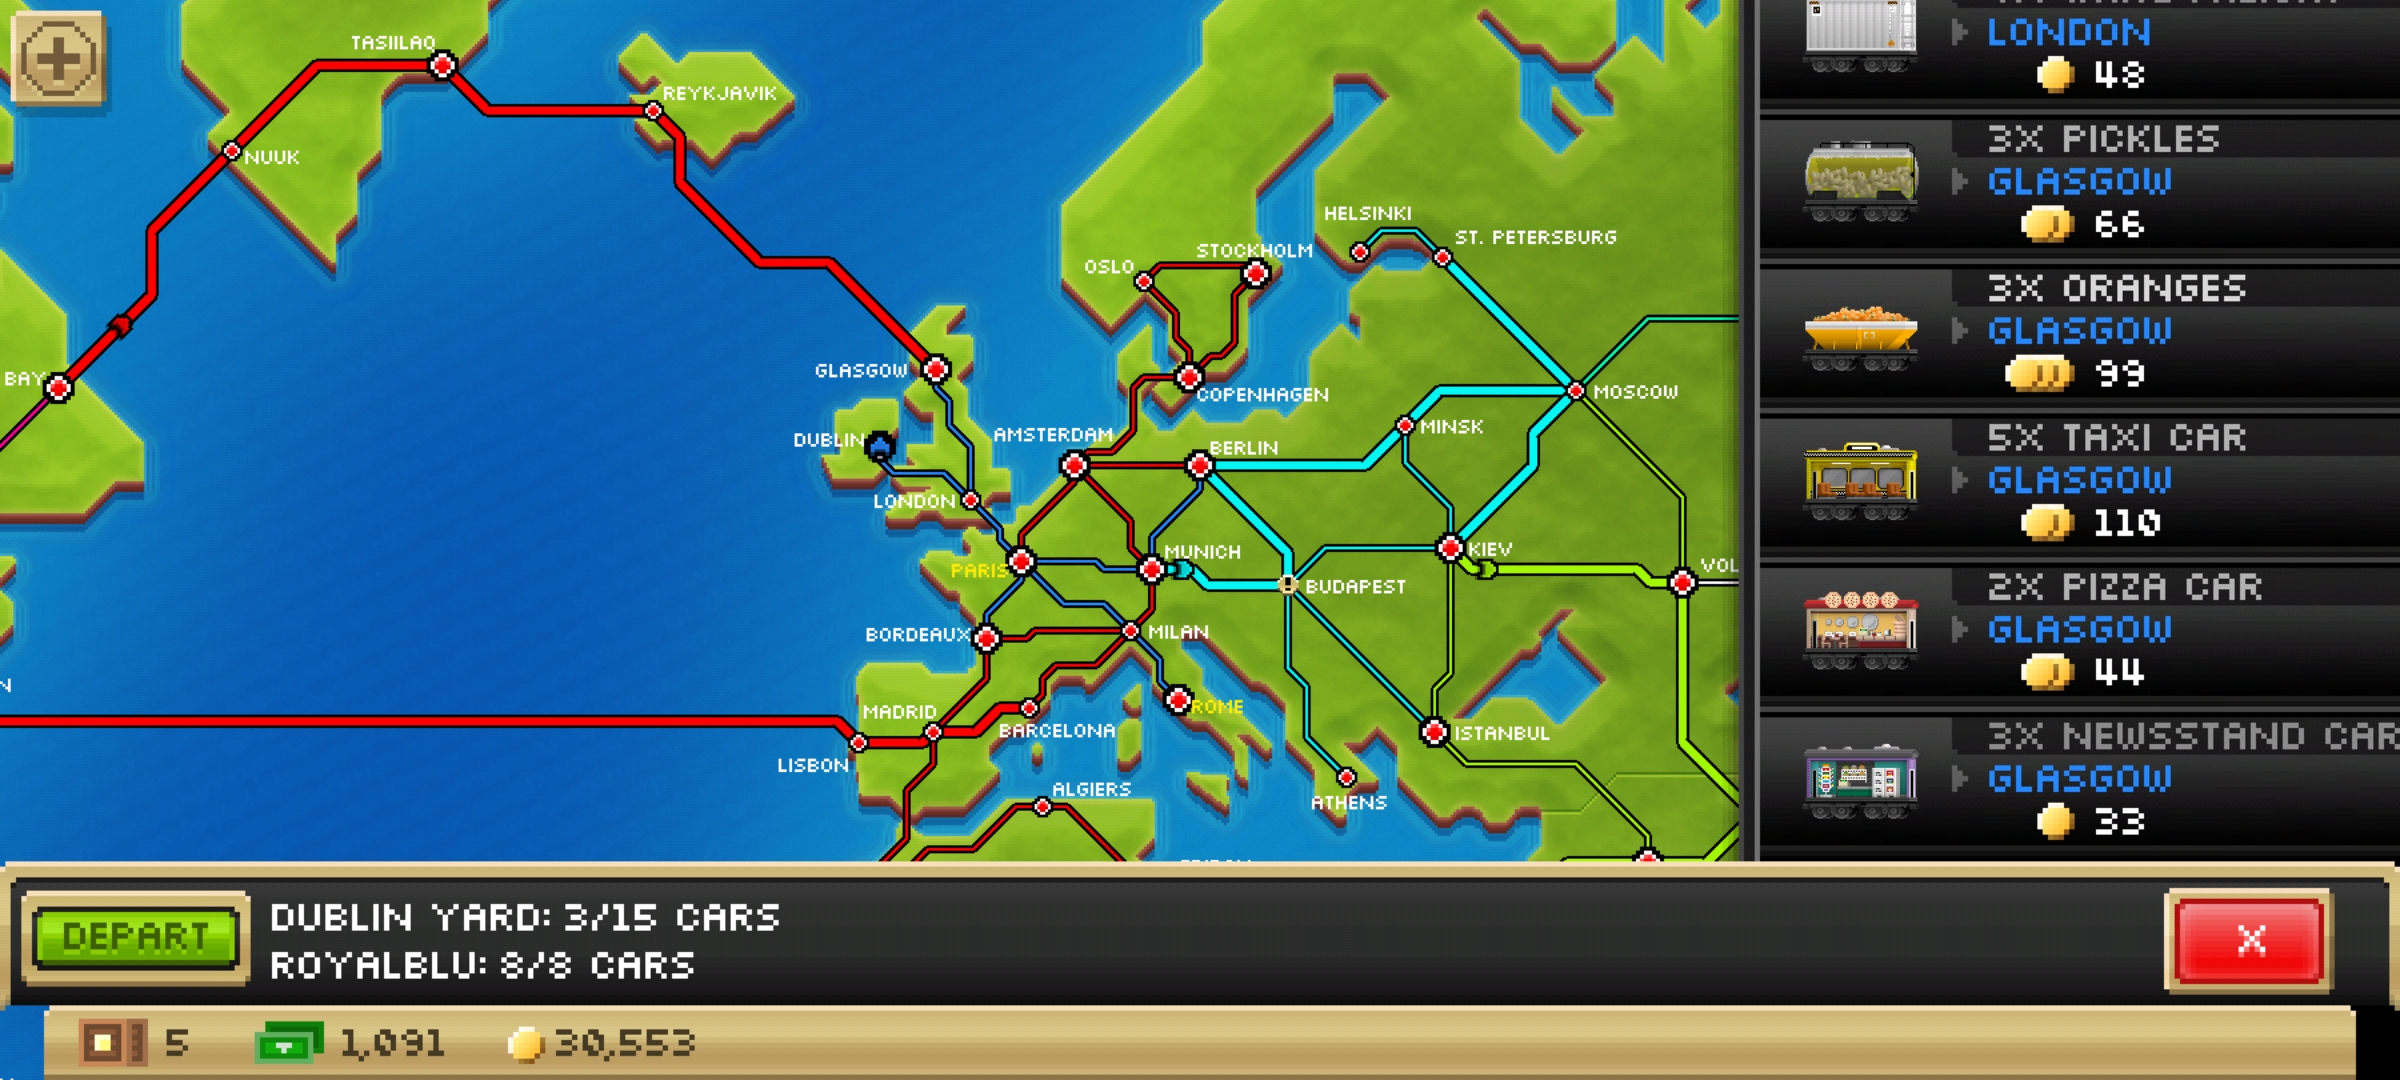 TASIILAQ
REYKJAVIK
NUUK
HELSINKI
ST. PETERSBURG
STOCKHOLM
OSLO
BAY
GLASGOW
COPENHAGEN
MOSCOW
DUBLIN
AMSTERDAM
BERLIN
MINSK
LONDON
PARIS
MUNICH
KIEV
VOL
BUDAPEST
BORDEAUX
MILAN
N
MADRID
ROME
BARCELONA
ISTANBUL
LISBON
ALGIERS
ATHENS
LONDON
48
3X PICKLES
GLASGOW
66
3X ORANGES
GLASGOW
99
5X TAXI CAR
GLASGOW
110
2X PIZZA CAR
GLASGOW
44
3X NEWSSTAND CAR
GLASGOW
33
DEPART
DUBLIN YARD: 3/15 CARS
ROYALBLU: 8/8 CARS
X
5
1,091
30,553